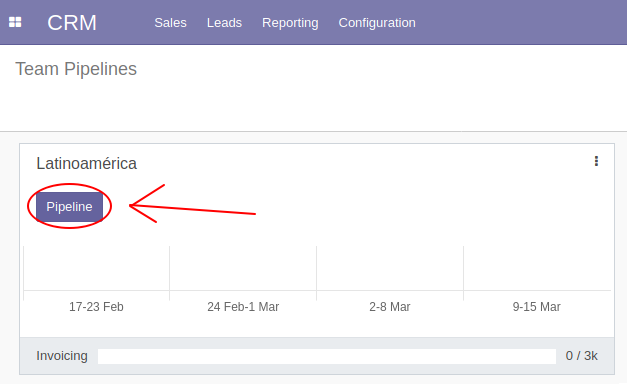 CRM Sales Leads Reporting Configuration
Team Pipelines
Latinoamérica
Pipeline
17-23 Feb 24 Feb-1 Mar 2-8 Mar 9-15 Mar
Invoicing 0 / 3k